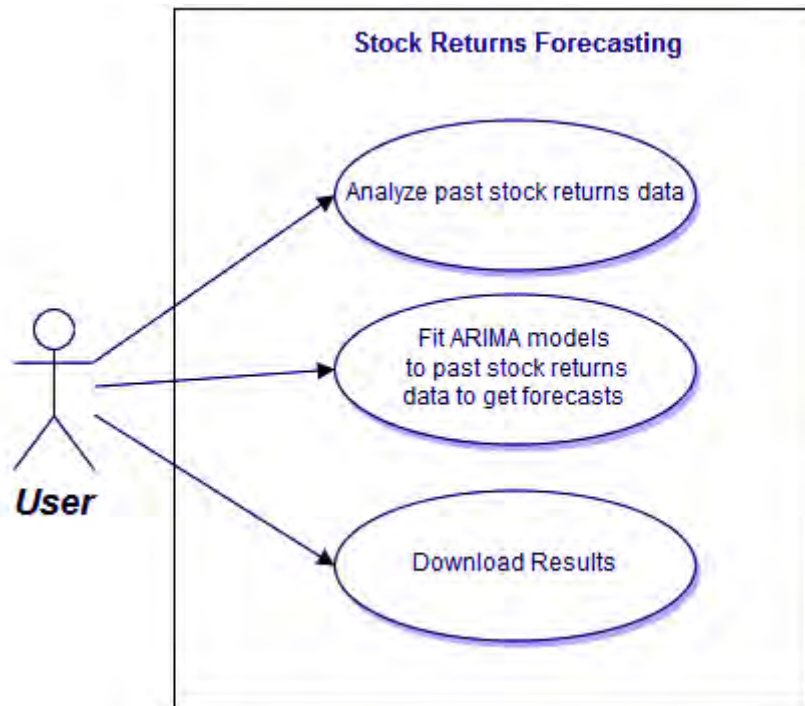 Stock Returns Forecasting
Analyze past stock returns data
Fit ARIMA models
to past stock returns
data to get forecasts
User
Download Results